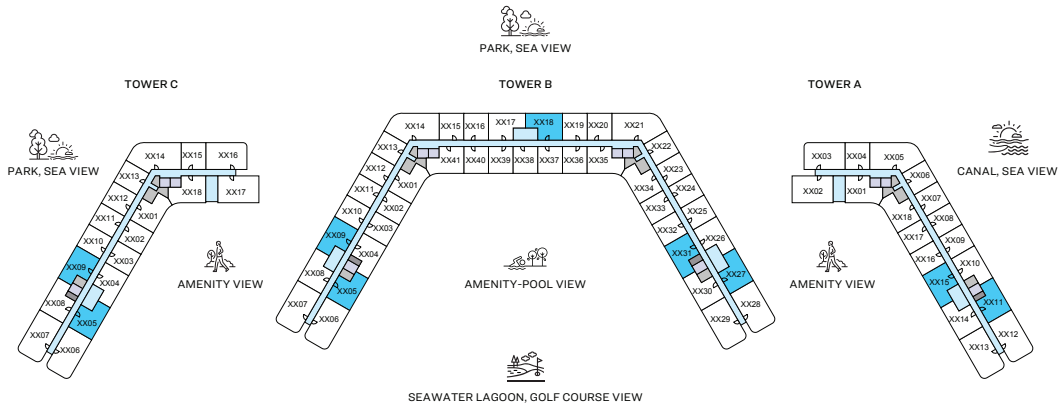 PARK, SEA VIEW
TOWER C
TOWER B
TOWER A
PARK, SEA VIEW
CANAL, SEA VIEW
XX14
XX15
XX16
XX13
XX12
XX11
XX10
XX09
XX08
XX07
XX06
XX05
XX04
XX03
XX02
XX01
XX18
XX17
XX14
XX15
XX16
XX17
XX18
XX19
XX20
XX21
XX13
XX12
XX11
XX10
XX09
XX08
XX07
XX06
XX05
XX04
XX03
XX02
XX01
XX41
XX40
XX39
XX38
XX37
XX36
XX35
XX22
XX23
XX24
XX25
XX26
XX27
XX28
XX29
XX30
XX31
XX32
XX33
XX34
XX03
XX04
XX05
XX02
XX01
XX06
XX07
XX08
XX09
XX10
XX11
XX12
XX13
XX14
XX15
XX16
XX17
XX18
AMENITY VIEW
AMENITY-POOL VIEW
AMENITY VIEW
SEAWATER LAGOON, GOLF COURSE VIEW